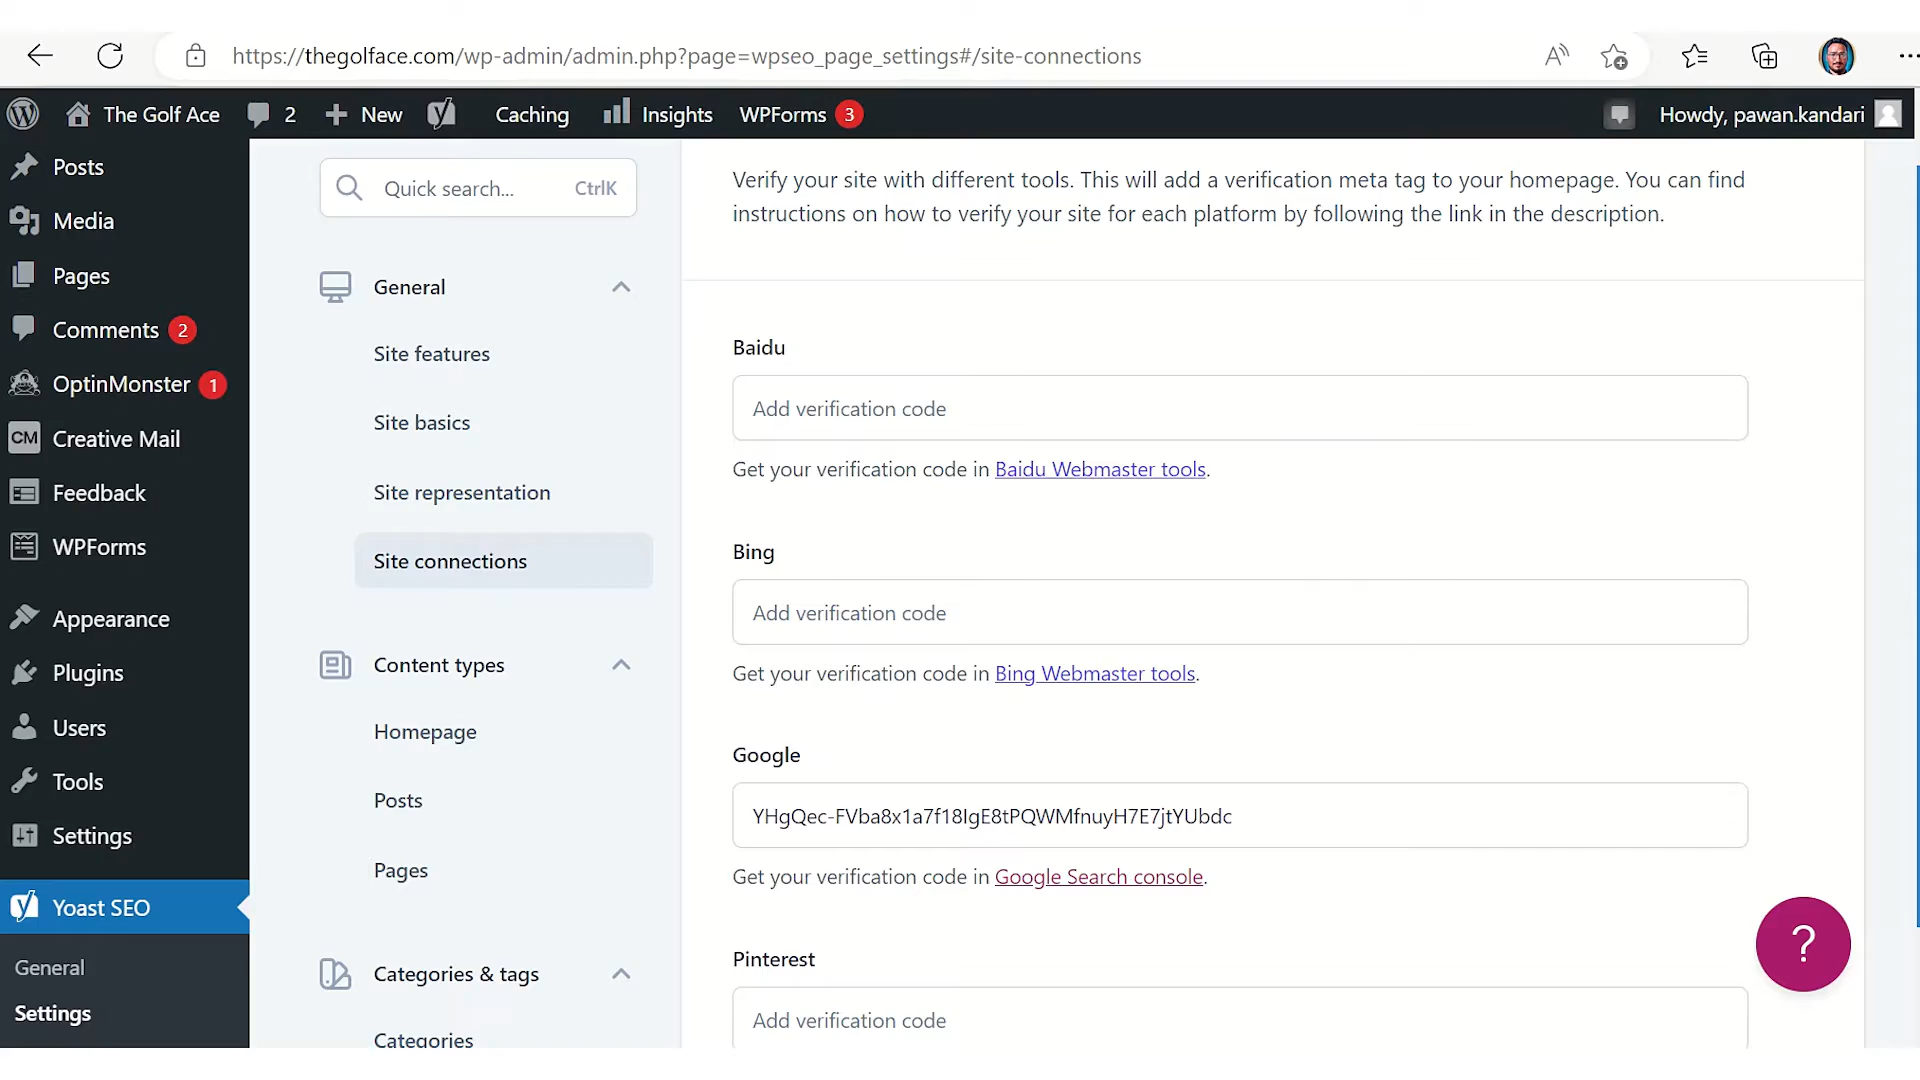 https://thegolface.com/wp-admin/admin.php?page=wpseo_page_settings#/site-connections
The Golf Ace
2
New
Caching
Insights
WPForms
3
Howdy, pawan.kandari
Posts
Media
Pages
Comments
2
OptinMonster
1
CM
Creative Mail
Feedback
WPForms
Appearance
Plugins
Users
Tools
Settings
Yoast SEO
General
Settings
Quick search...
CtrlK
General
Site features
Site basics
Site representation
Site connections
Content types
Homepage
Posts
Pages
Categories & tags
Categories
Verify your site with different tools. This will add a verification meta tag to your homepage. You can find
instructions on how to verify your site for each platform by following the link in the description.
Baidu
Add verification code
Get your verification code in Baidu Webmaster tools.
Bing
Add verification code
Get your verification code in Bing Webmaster tools.
Google
YHgQec-FVba8x1a7f18IgE8tPQWMfnuyH7E7jtYUbdc
Get your verification code in Google Search console.
Pinterest
Add verification code
?